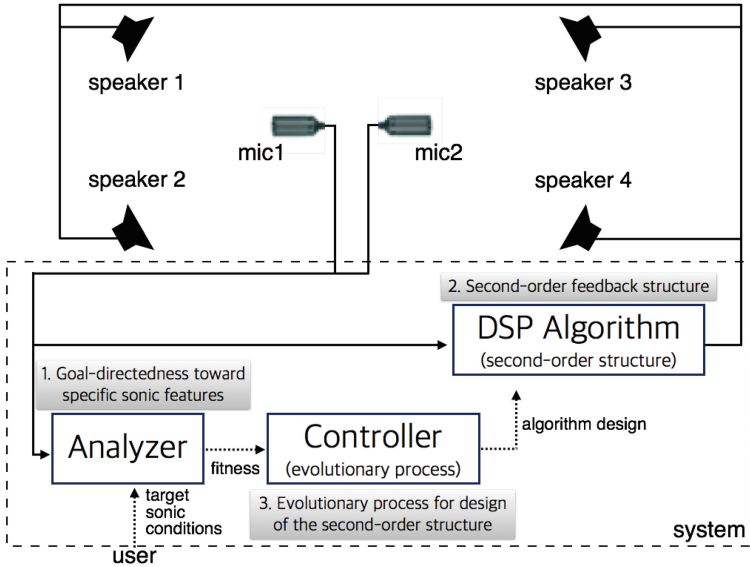 speaker 1
speaker 3
mic1
mic2
speaker 2
speaker 4
2. Second-order feedback structure
DSP Algorithm
(second-order structure)
1. Goal-directedness toward
specific sonic features
Analyzer
fitness
Controller
(evolutionary process)
algorithm design
3. Evolutionary process for design
of the second-order structure
target
sonic
conditions
user
system